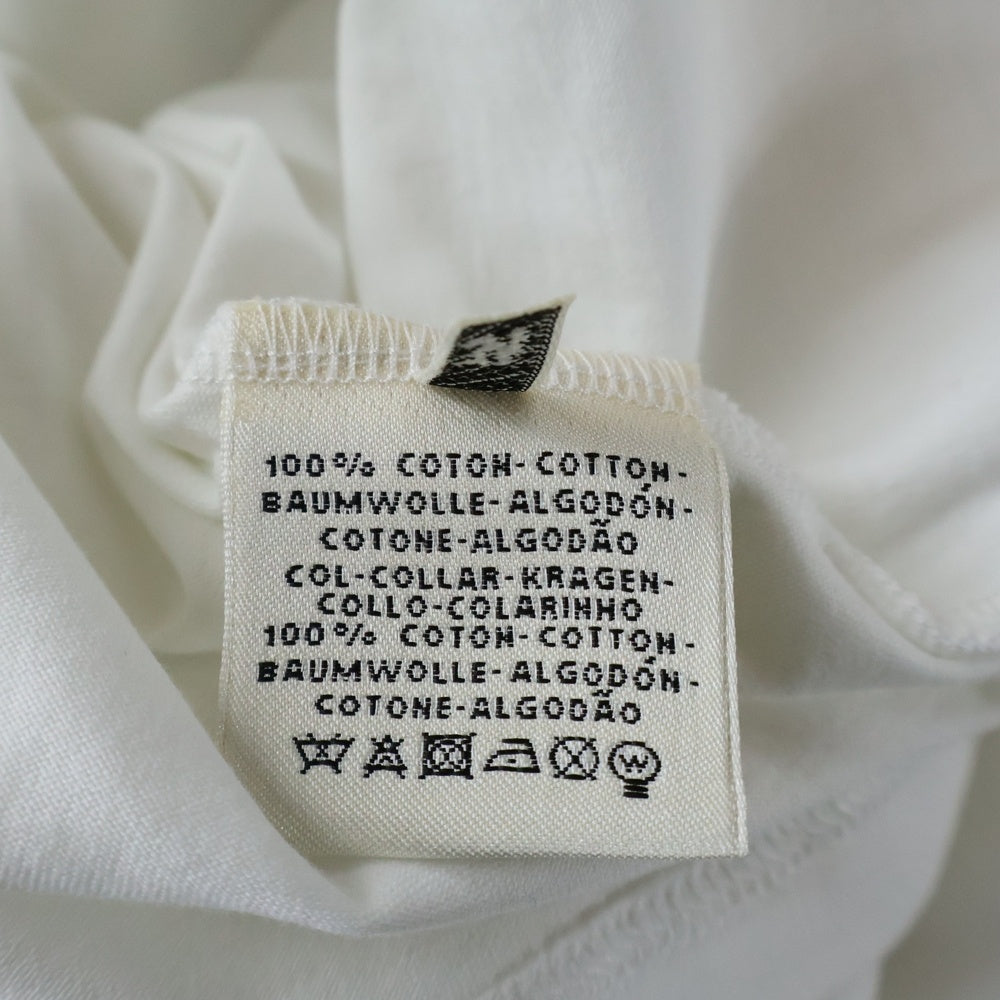 100% COTON-COTTON-
BAUMWOLLE-ALGODÓN-
COTONE-ALGODÃO
COL-COLLAR-KRAGEN-
COLLO-COLARINHO
100% COTON-COTTON-
BAUMWOLLE-ALGODÓN-
COTONE-ALGODÃO
W